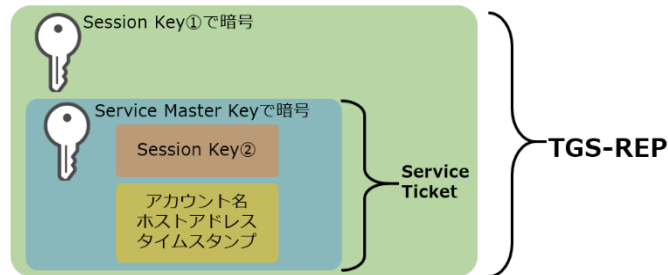 Session Key①で暗号
Service Master Keyで暗号
Session Key②
アカウント名
ホストアドレス
タイムスタンプ
Service
Ticket
TGS-REP